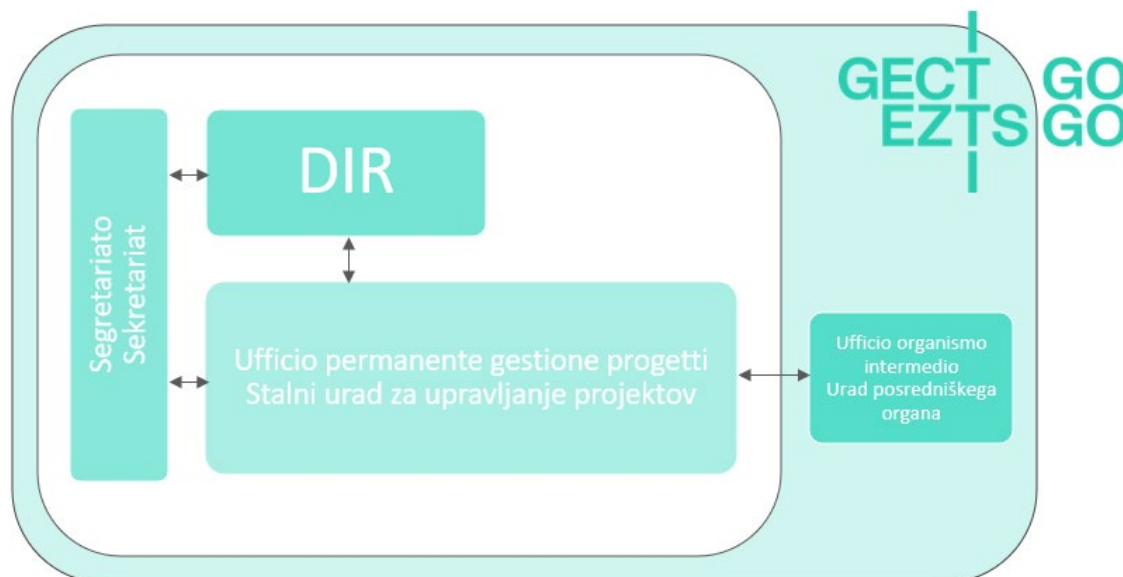 GECT GO
EZTS GO
DIR
Segretariato
Sekretariat
Ufficio permanente gestione progetti
Stalni urad za upravljanje projektov
Ufficio organismo
intermedio
Urad posredniškega
organa